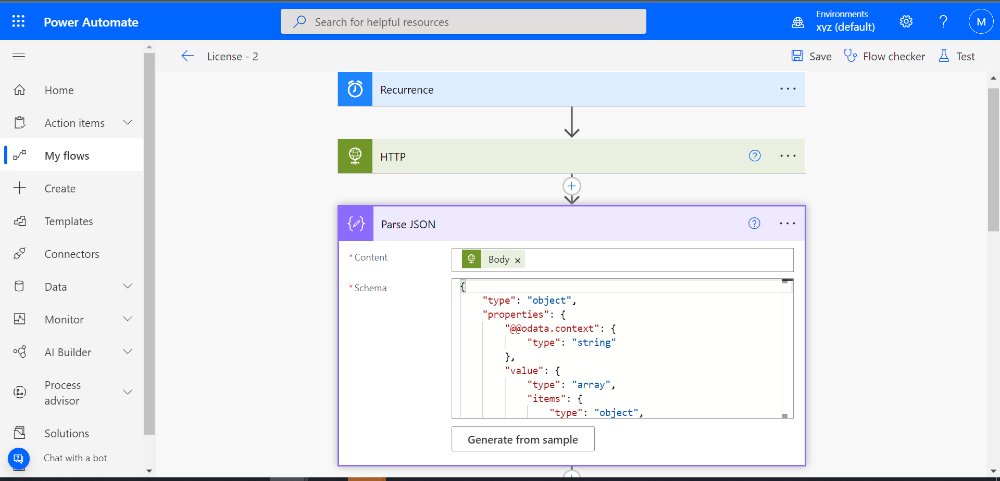 Power Automate
Search for helpful resources
Environments
xyz (default)
?
M
License - 2
Save
Flow checker
Test
Home
Action items
My flows
Create
Templates
Connectors
Data
Monitor
AI Builder
Process
advisor
Solutions
Chat with a bot
Recurrence
...
HTTP
?
...
Parse JSON
?
...
*Content
Body ×
*Schema
{
"type": "object",
"properties": {
"@@odata.context": {
"type": "string"
},
"value": {
"type": "array",
"items": {
"type": "object",
Generate from sample